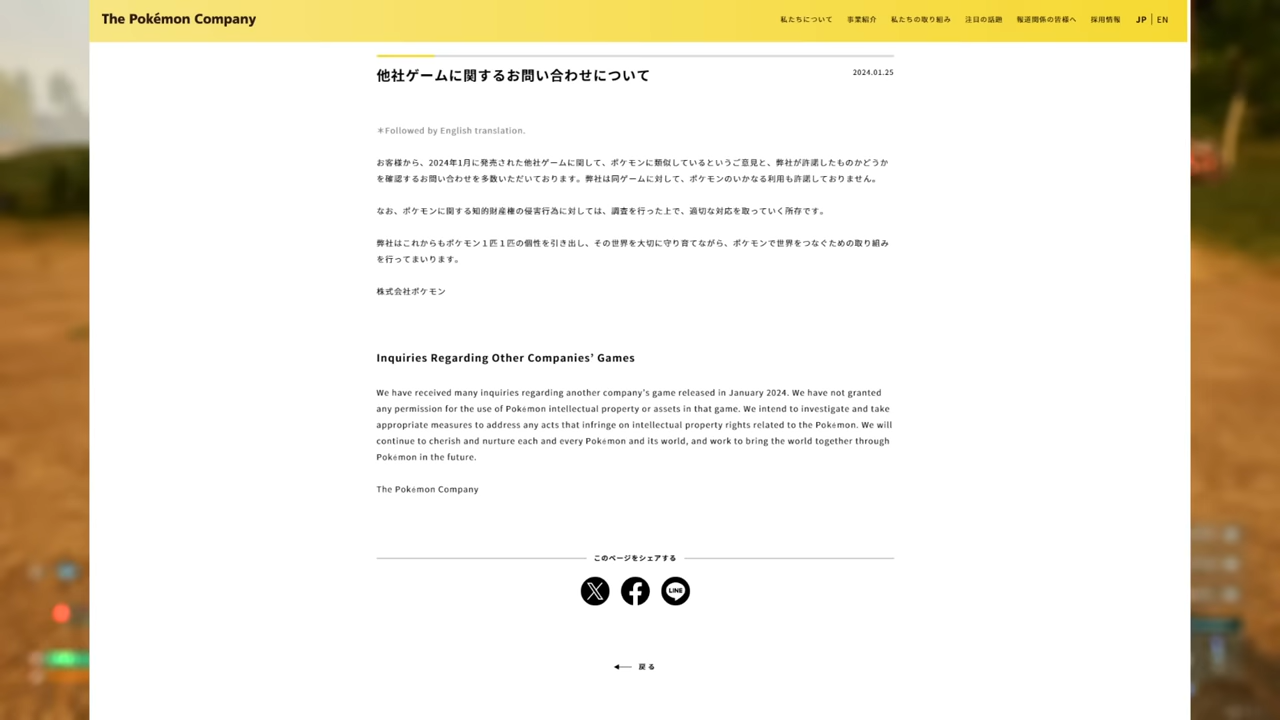 The Pokémon Company
私たちについて 事業紹介 私たちの取り組み 注目の話題 報道関係の皆様へ 採用情報 JP | EN
他社ゲームに関するお問い合わせについて 2024.01.25
＊Followed by English translation.
お客様から、2024年1月に発売された他社ゲームに関して、ポケモンに類似しているというご意見と、弊社が許諾したものかどうか
を確認するお問い合わせを多数いただいております。弊社は同ゲームに対して、ポケモンのいかなる利用も許諾しておりません。
なお、ポケモンに関する知的財産権の侵害行為に対しては、調査を行った上で、適切な対応を取っていく所存です。
弊社はこれからもポケモン１匹１匹の個性を引き出し、その世界を大切に守り育てながら、ポケモンで世界をつなぐための取り組み
を行ってまいります。
株式会社ポケモン
Inquiries Regarding Other Companies’ Games
We have received many inquiries regarding another company’s game released in January 2024. We have not granted
any permission for the use of Pokémon intellectual property or assets in that game. We intend to investigate and take
appropriate measures to address any acts that infringe on intellectual property rights related to the Pokémon. We will
continue to cherish and nurture each and every Pokémon and its world, and work to bring the world together through
Pokémon in the future.
The Pokémon Company
このページをシェアする
LINE
戻る